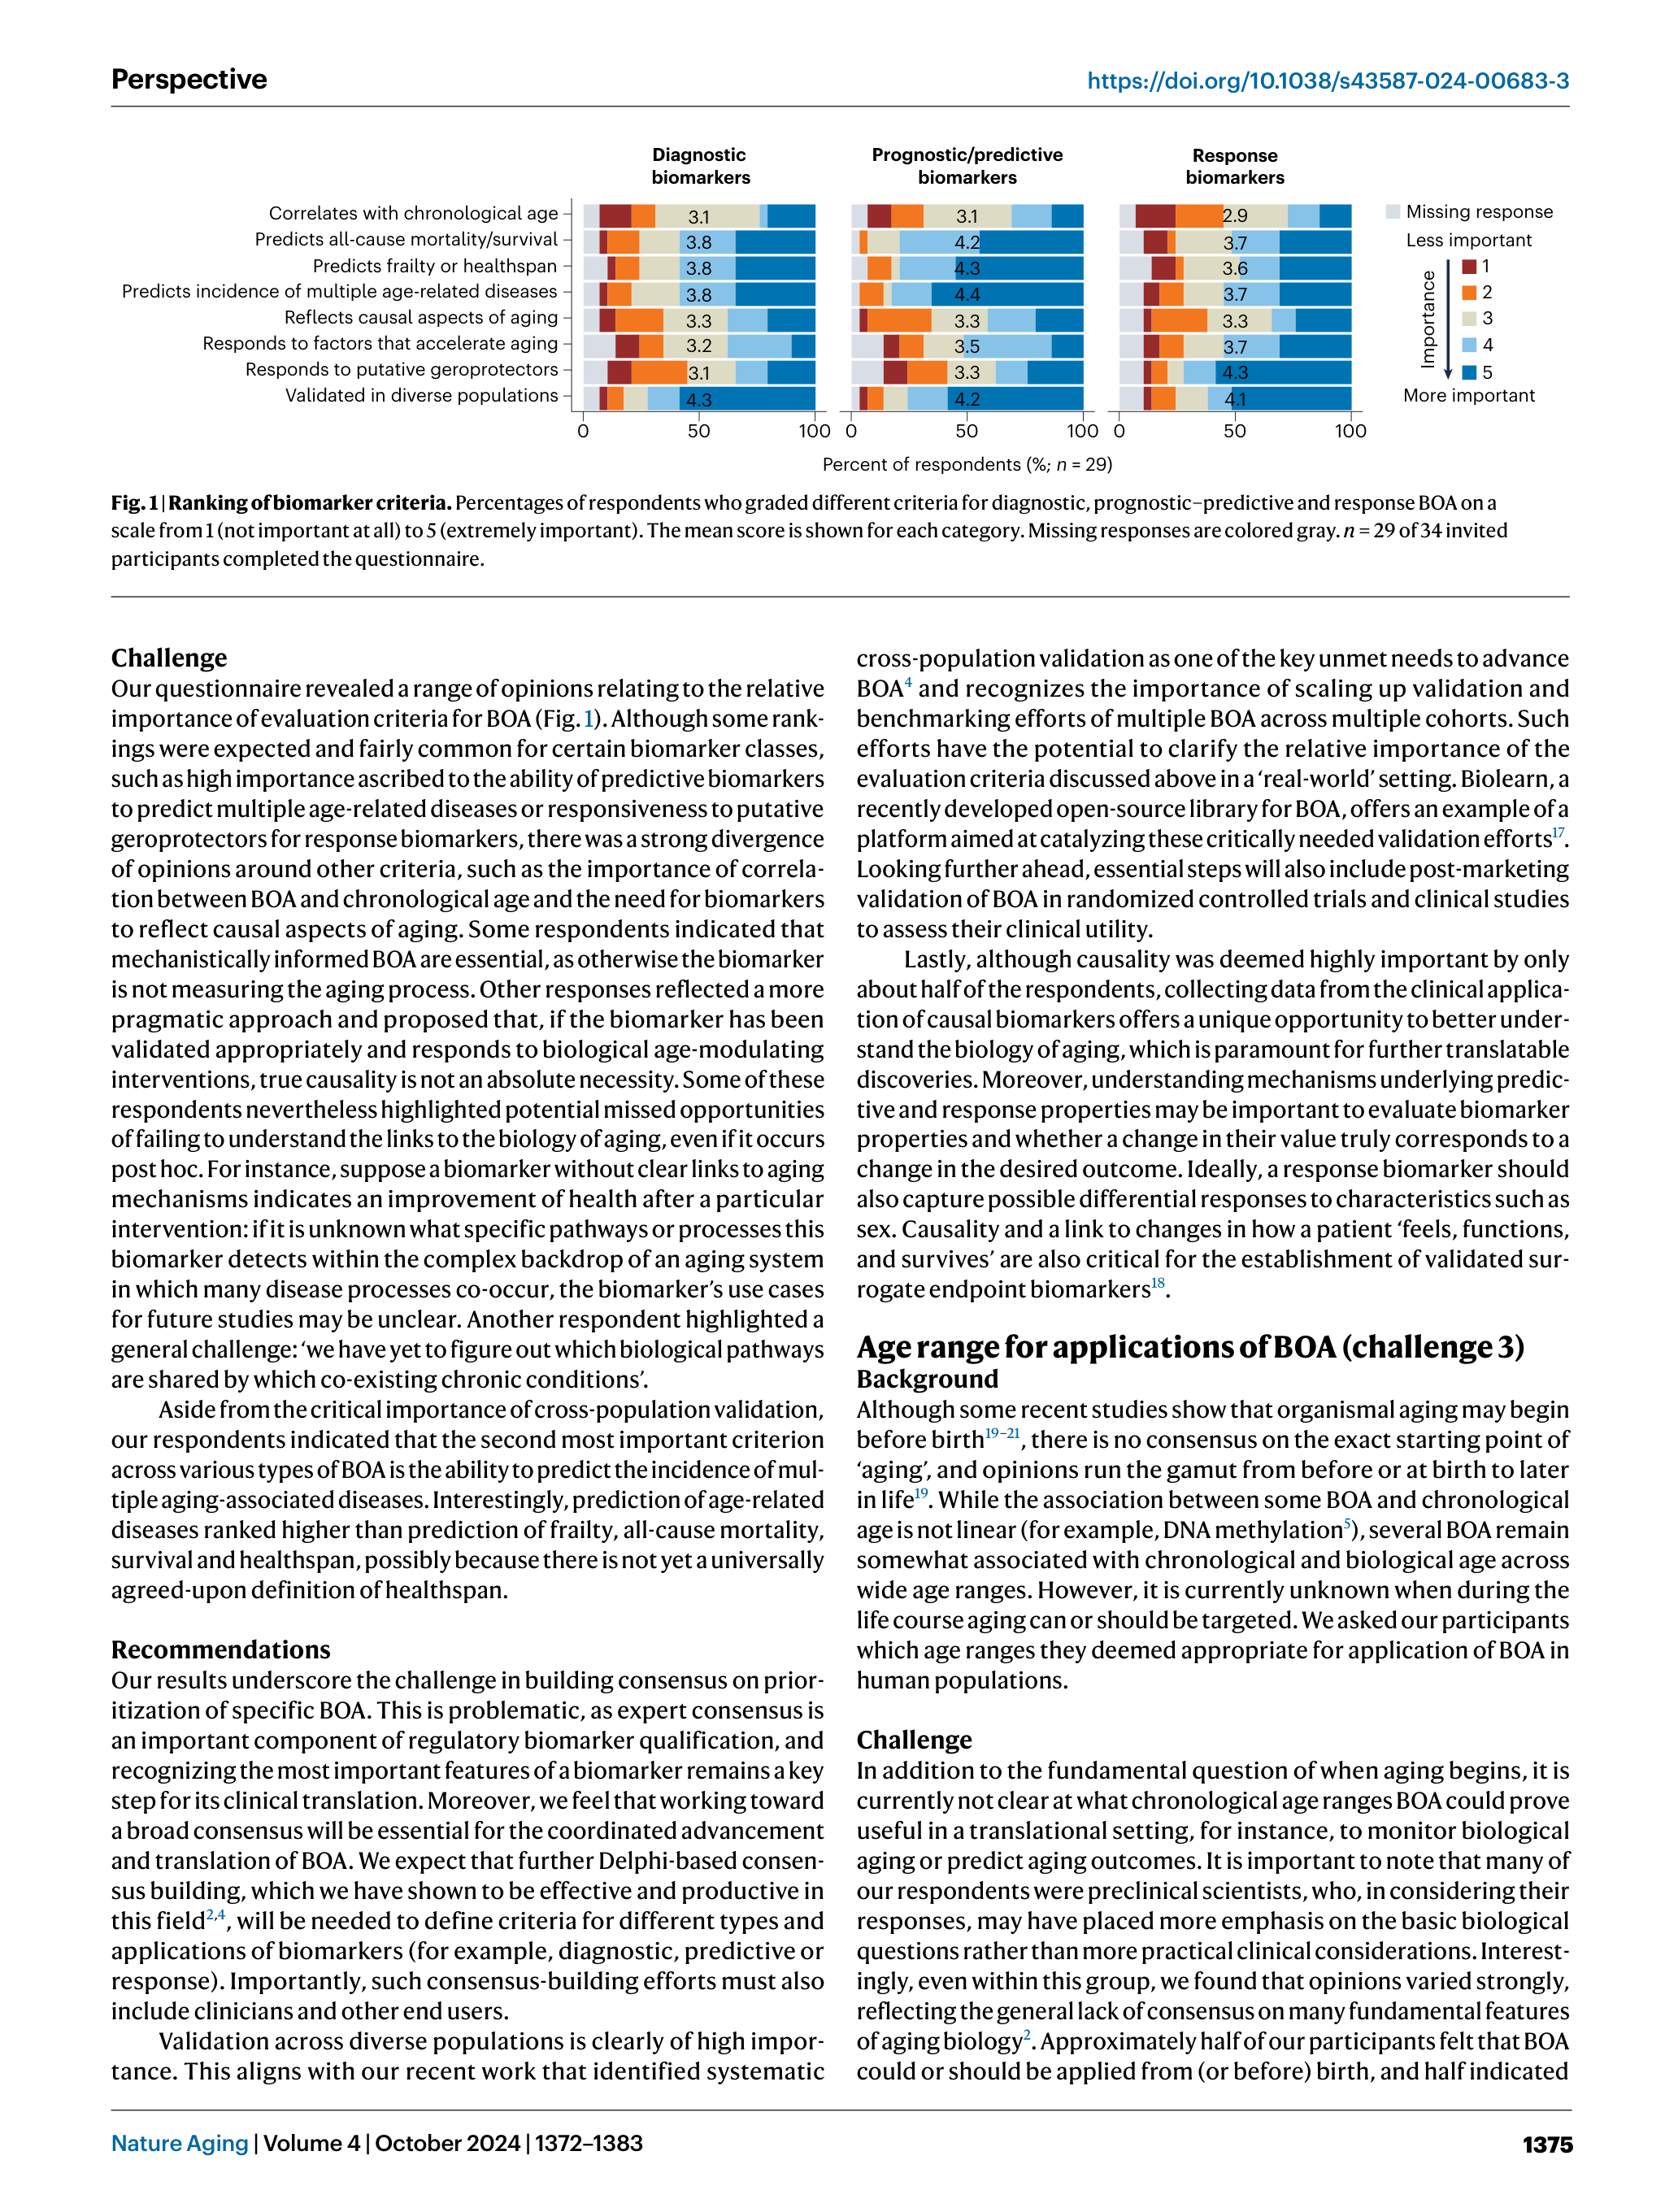 Perspective
https://doi.org/10.1038/s43587-024-00683-3
Diagnostic
biomarkers
Prognostic/predictive
biomarkers
Response
biomarkers
Correlates with chronological age
3.1
3.1
2.9
Predicts all-cause mortality/survival
3.8
4.2
3.7
Predicts frailty or healthspan
3.8
4.3
3.6
Predicts incidence of multiple age-related diseases
3.8
4.4
3.7
Reflects causal aspects of aging
3.3
3.3
3.3
Responds to factors that accelerate aging
3.2
3.5
3.7
Responds to putative geroprotectors
3.1
3.3
4.3
Validated in diverse populations
4.3
4.2
4.1
0 50 100
0 50 100
0 50 100
Percent of respondents (%; n = 29)
Missing response
Less important
Importance
1
2
3
4
5
More important
Fig. 1 | Ranking of biomarker criteria. Percentages of respondents who graded different criteria for diagnostic, prognostic–predictive and response BOA on a
scale from 1 (not important at all) to 5 (extremely important). The mean score is shown for each category. Missing responses are colored gray. n = 29 of 34 invited
participants completed the questionnaire.
Challenge
Our questionnaire revealed a range of opinions relating to the relative
importance of evaluation criteria for BOA (Fig. 1). Although some rank-
ings were expected and fairly common for certain biomarker classes,
such as high importance ascribed to the ability of predictive biomarkers
to predict multiple age-related diseases or responsiveness to putative
geroprotectors for response biomarkers, there was a strong divergence
of opinions around other criteria, such as the importance of correla-
tion between BOA and chronological age and the need for biomarkers
to reflect causal aspects of aging. Some respondents indicated that
mechanistically informed BOA are essential, as otherwise the biomarker
is not measuring the aging process. Other responses reflected a more
pragmatic approach and proposed that, if the biomarker has been
validated appropriately and responds to biological age-modulating
interventions, true causality is not an absolute necessity. Some of these
respondents nevertheless highlighted potential missed opportunities
of failing to understand the links to the biology of aging, even if it occurs
post hoc. For instance, suppose a biomarker without clear links to aging
mechanisms indicates an improvement of health after a particular
intervention: if it is unknown what specific pathways or processes this
biomarker detects within the complex backdrop of an aging system
in which many disease processes co-occur, the biomarker’s use cases
for future studies may be unclear. Another respondent highlighted a
general challenge: ‘we have yet to figure out which biological pathways
are shared by which co-existing chronic conditions’.
Aside from the critical importance of cross-population validation,
our respondents indicated that the second most important criterion
across various types of BOA is the ability to predict the incidence of mul-
tiple aging-associated diseases. Interestingly, prediction of age-related
diseases ranked higher than prediction of frailty, all-cause mortality,
survival and healthspan, possibly because there is not yet a universally
agreed-upon definition of healthspan.
Recommendations
Our results underscore the challenge in building consensus on prior-
itization of specific BOA. This is problematic, as expert consensus is
an important component of regulatory biomarker qualification, and
recognizing the most important features of a biomarker remains a key
step for its clinical translation. Moreover, we feel that working toward
a broad consensus will be essential for the coordinated advancement
and translation of BOA. We expect that further Delphi-based consen-
sus building, which we have shown to be effective and productive in
this field2,4, will be needed to define criteria for different types and
applications of biomarkers (for example, diagnostic, predictive or
response). Importantly, such consensus-building efforts must also
include clinicians and other end users.
Validation across diverse populations is clearly of high impor-
tance. This aligns with our recent work that identified systematic
cross-population validation as one of the key unmet needs to advance
BOA4 and recognizes the importance of scaling up validation and
benchmarking efforts of multiple BOA across multiple cohorts. Such
efforts have the potential to clarify the relative importance of the
evaluation criteria discussed above in a ‘real-world’ setting. Biolearn, a
recently developed open-source library for BOA, offers an example of a
platform aimed at catalyzing these critically needed validation efforts17.
Looking further ahead, essential steps will also include post-marketing
validation of BOA in randomized controlled trials and clinical studies
to assess their clinical utility.
Lastly, although causality was deemed highly important by only
about half of the respondents, collecting data from the clinical applica-
tion of causal biomarkers offers a unique opportunity to better under-
stand the biology of aging, which is paramount for further translatable
discoveries. Moreover, understanding mechanisms underlying predic-
tive and response properties may be important to evaluate biomarker
properties and whether a change in their value truly corresponds to a
change in the desired outcome. Ideally, a response biomarker should
also capture possible differential responses to characteristics such as
sex. Causality and a link to changes in how a patient ‘feels, functions,
and survives’ are also critical for the establishment of validated sur-
rogate endpoint biomarkers18.
Age range for applications of BOA (challenge 3)
Background
Although some recent studies show that organismal aging may begin
before birth19–21, there is no consensus on the exact starting point of
‘aging’, and opinions run the gamut from before or at birth to later
in life19. While the association between some BOA and chronological
age is not linear (for example, DNA methylation5), several BOA remain
somewhat associated with chronological and biological age across
wide age ranges. However, it is currently unknown when during the
life course aging can or should be targeted. We asked our participants
which age ranges they deemed appropriate for application of BOA in
human populations.
Challenge
In addition to the fundamental question of when aging begins, it is
currently not clear at what chronological age ranges BOA could prove
useful in a translational setting, for instance, to monitor biological
aging or predict aging outcomes. It is important to note that many of
our respondents were preclinical scientists, who, in considering their
responses, may have placed more emphasis on the basic biological
questions rather than more practical clinical considerations. Interest-
ingly, even within this group, we found that opinions varied strongly,
reflecting the general lack of consensus on many fundamental features
of aging biology2. Approximately half of our participants felt that BOA
could or should be applied from (or before) birth, and half indicated
Nature Aging | Volume 4 | October 2024 | 1372–1383
1375